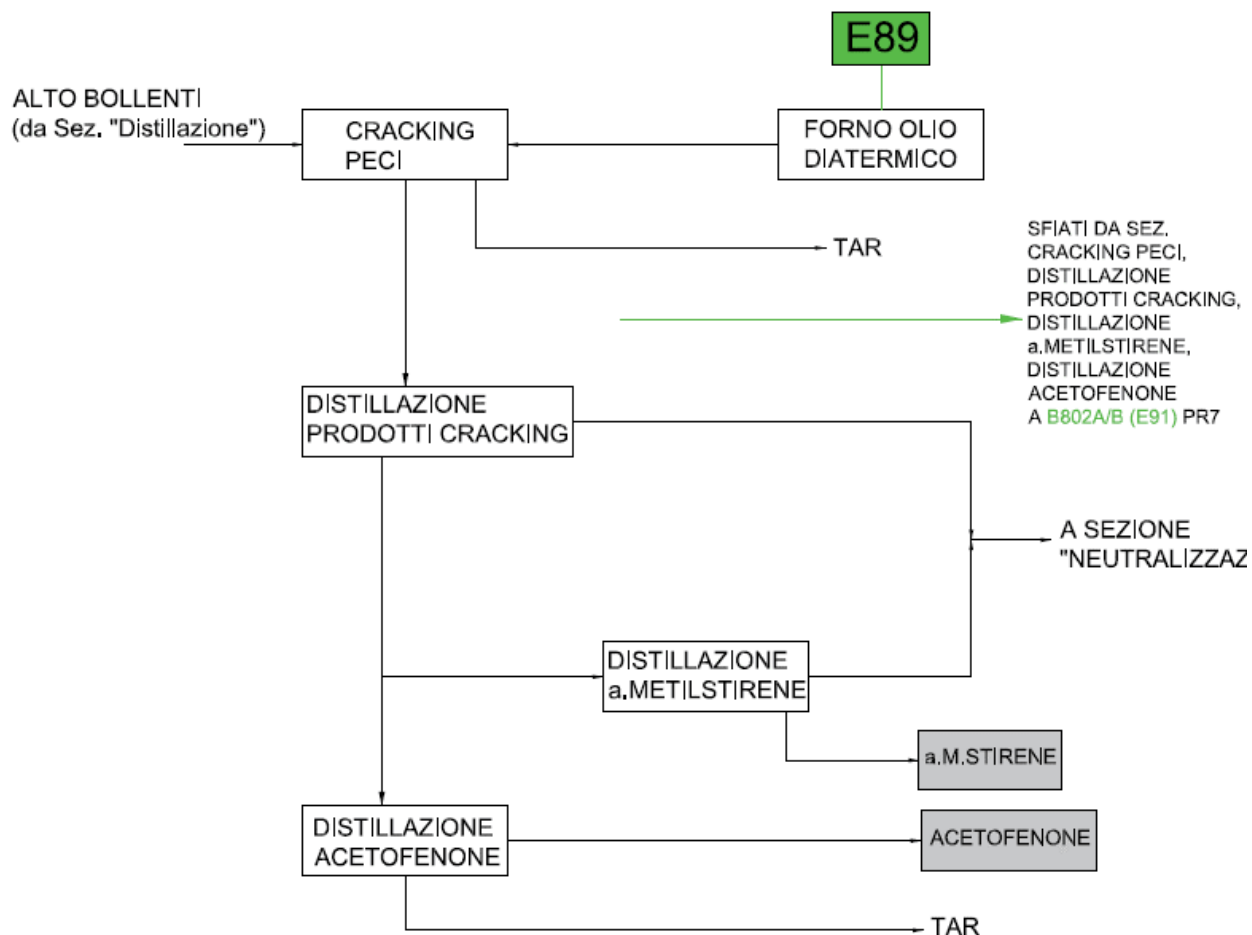 E89
ALTO BOLLENTI
(da Sez. "Distillazione")
CRACKING
PECI
FORNO OLIO
DIATERMICO
TAR
SFIATI DA SEZ.
CRACKING PECI,
DISTILLAZIONE
PRODOTTI CRACKING,
DISTILLAZIONE
a.METILSTIRENE,
DISTILLAZIONE
ACETOFENONE
A B802A/B (E91) PR7
DISTILLAZIONE
PRODOTTI CRACKING
A SEZIONE
"NEUTRALIZZAZ
DISTILLAZIONE
a.METILSTIRENE
a.M.STIRENE
DISTILLAZIONE
ACETOFENONE
ACETOFENONE
TAR